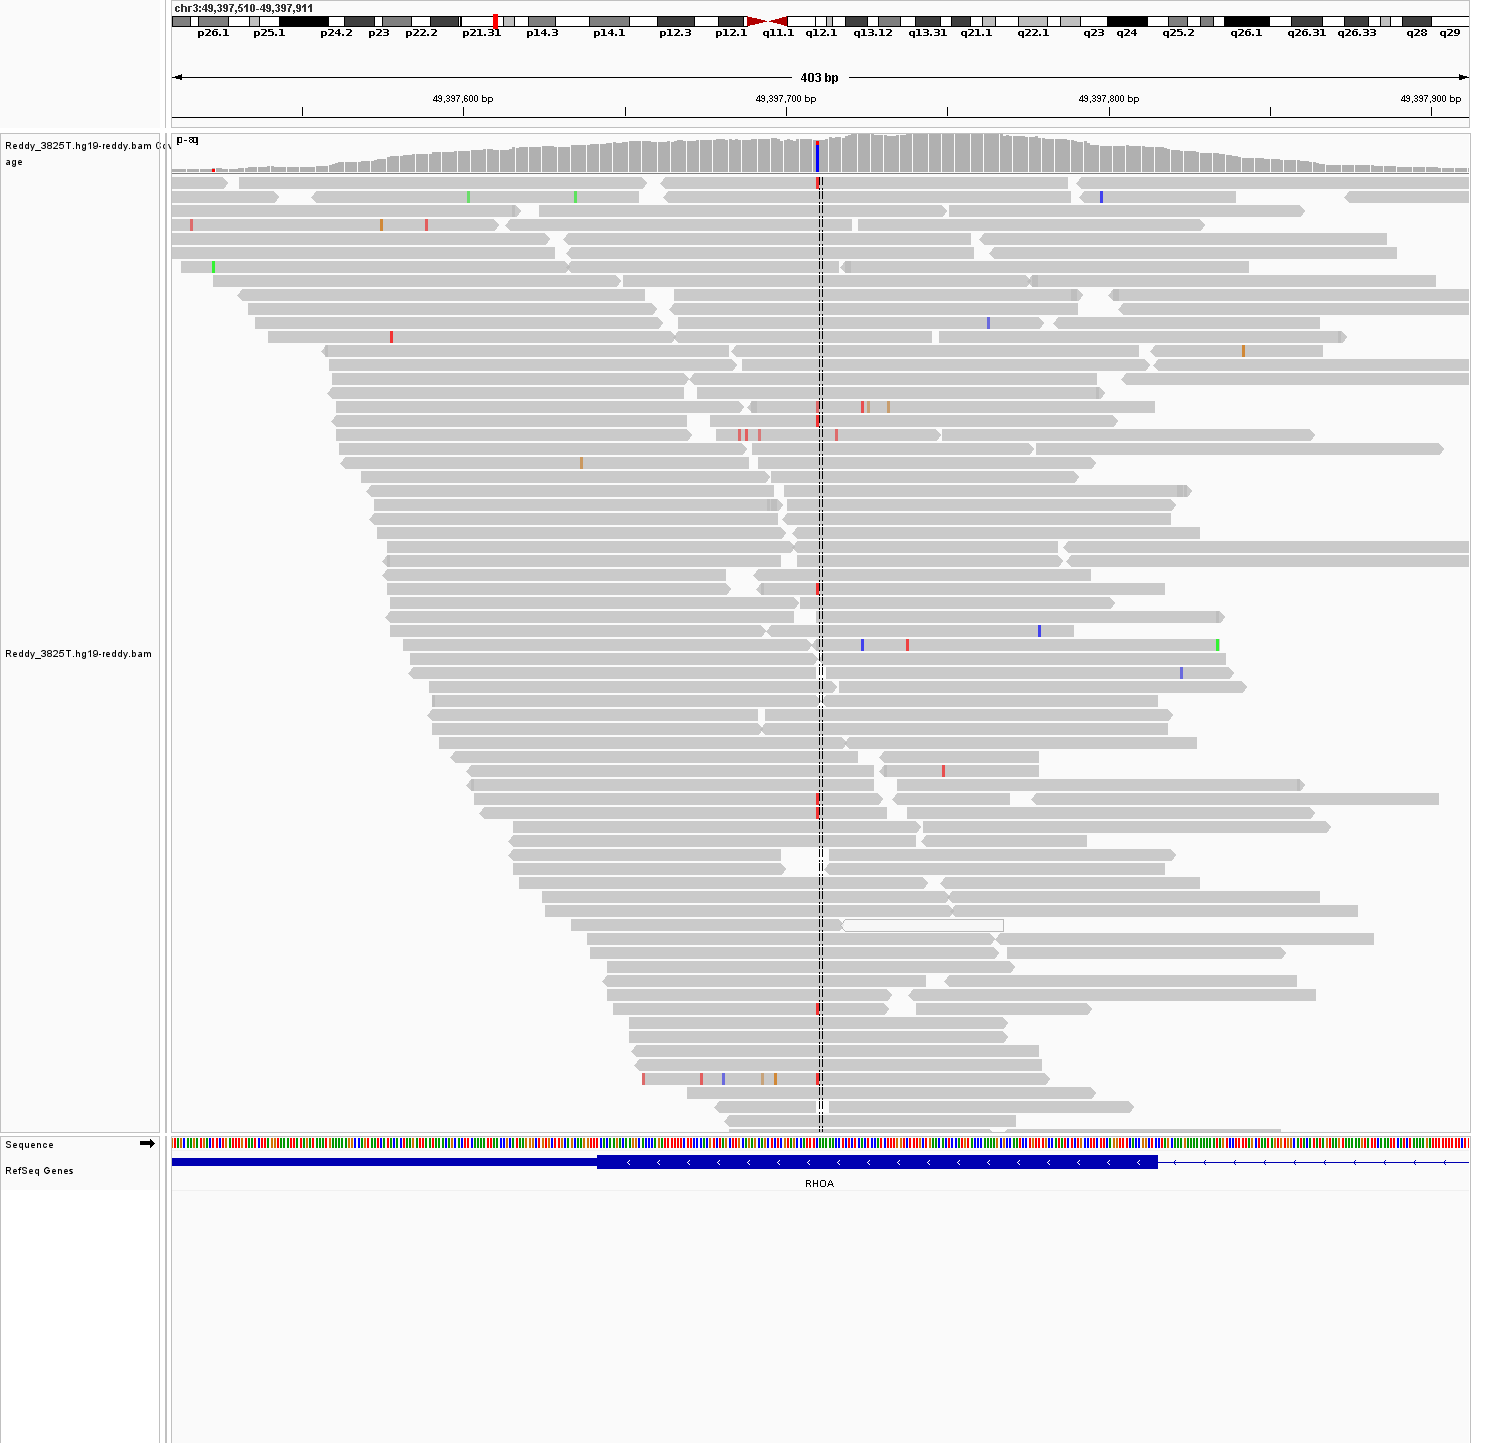 chr3:49,397,510-49,397,911
p26.1 p25.1 p24.2 p23 p22.2 p21.31 p14.3 p14.1 p12.3 p12.1 q11.1 q12.1 q13.12 q13.31 q21.1 q22.1 q23 q24 q25.2 q26.1 q26.31 q26.33 q28 q29
403 bp
49,397,600 bp 49,397,700 bp 49,397,800 bp 49,397,900 bp
Reddy_3825T.hg19-reddy.bam Cov
age
Reddy_3825T.hg19-reddy.bam
Sequence
RefSeq Genes
RHOA